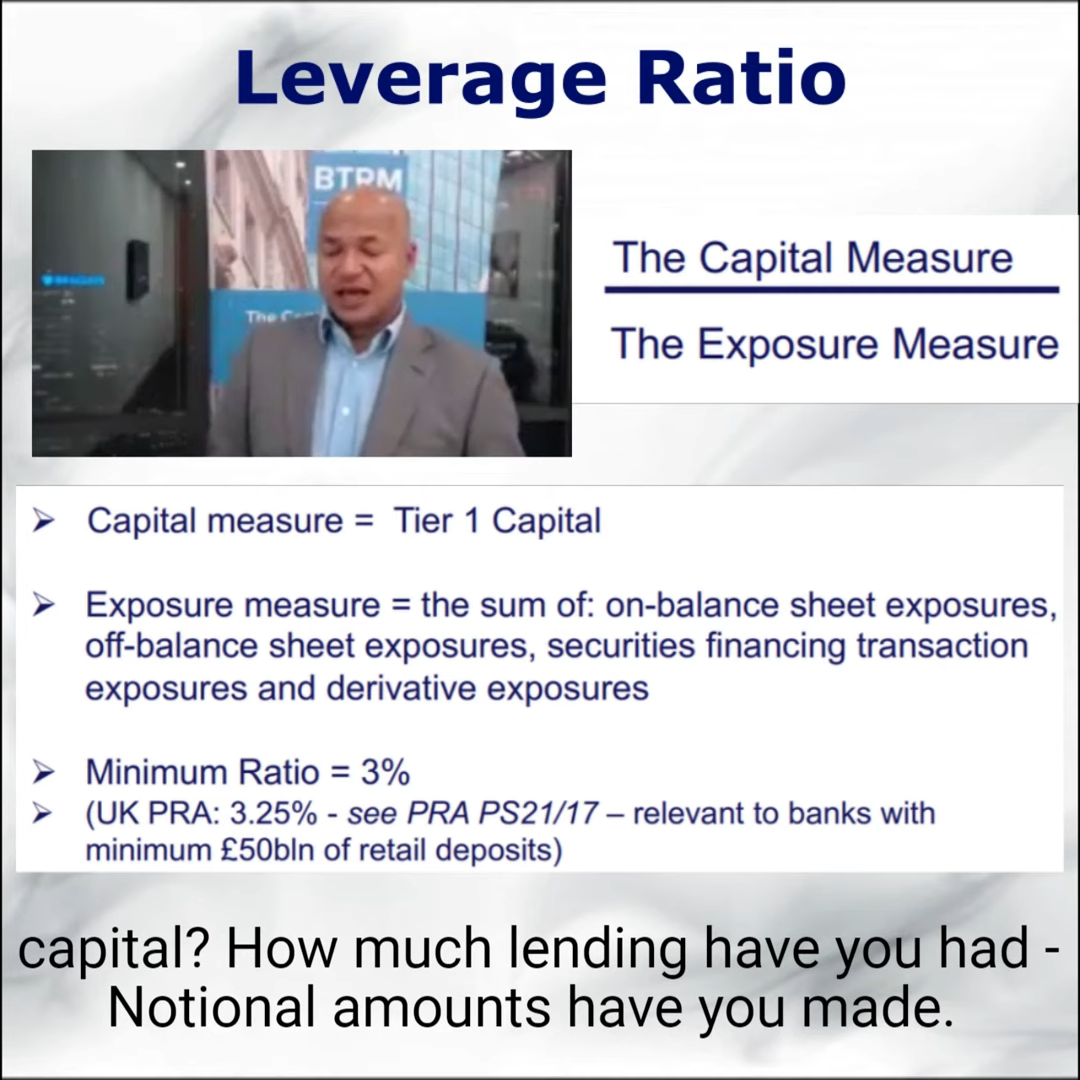 Leverage Ratio
BTRM
The Capital Measure
The Exposure Measure
➢ Capital measure = Tier 1 Capital
➢ Exposure measure = the sum of: on-balance sheet exposures,
off-balance sheet exposures, securities financing transaction
exposures and derivative exposures
➢ Minimum Ratio = 3%
➢ (UK PRA: 3.25% - see PRA PS21/17 – relevant to banks with
minimum £50bln of retail deposits)
capital? How much lending have you had -
Notional amounts have you made.